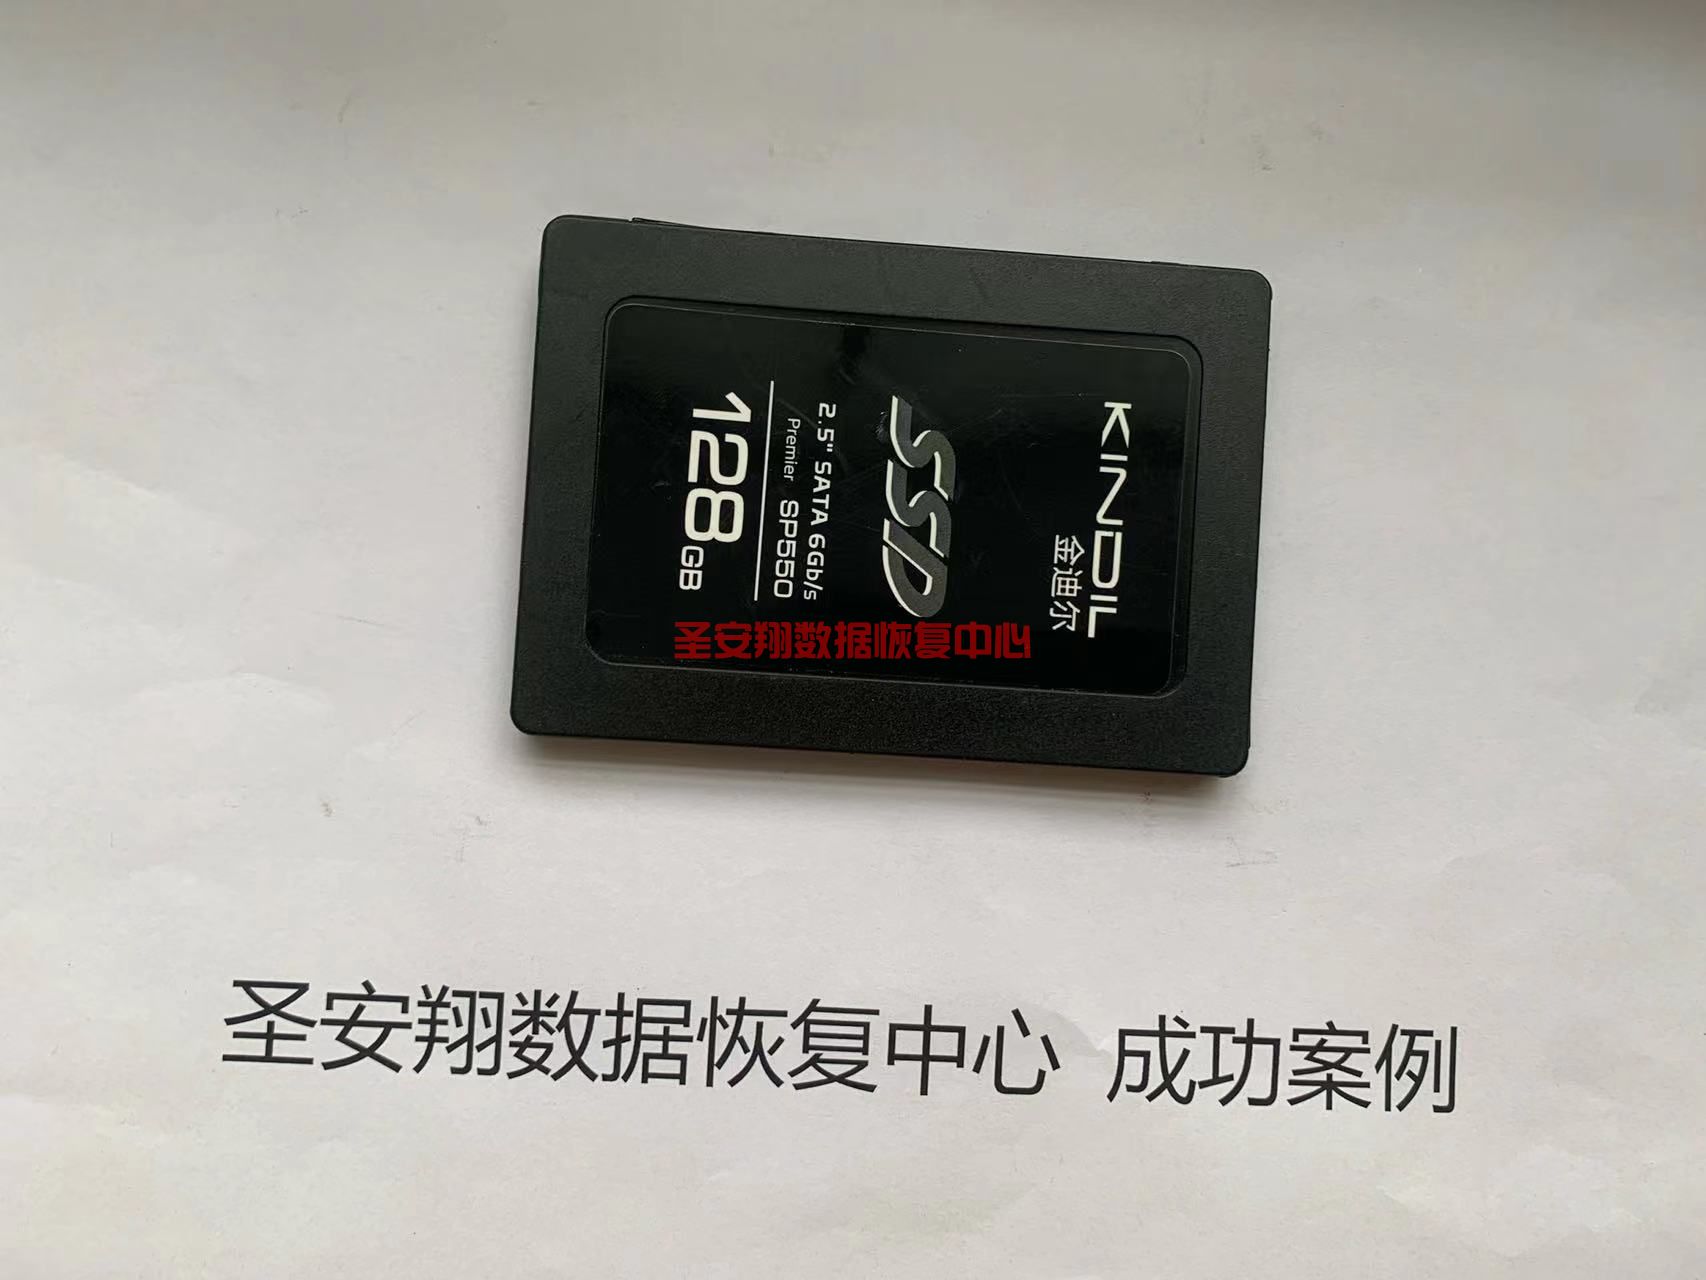 KINDIL
金迪尔
SSD
2.5" SATA 6Gb/s
Premier SP550
128GB
圣安翔数据恢复中心
圣安翔数据恢复中心 成功案例